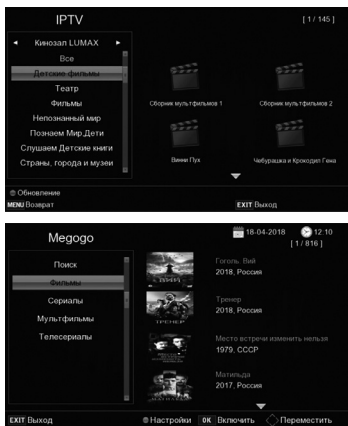 IPTV
[ 1 / 145 ]
Кинозал LUMAX
Все
Детские фильмы
Театр
Фильмы
Непознанный мир
Познаем Мир.Дети
Слушаем Детские книги
Страны, города и музеи
Сборник мультфильмов 1
Сборник мультфильмов 2
Винни Пух
Чебурашка и Крокодил Гена
Обновление
MENU Возврат
EXIT Выход
Megogo
18-04-2018
12:10
[ 1 / 816 ]
Поиск
Фильмы
Сериалы
Мультфильмы
Телесериалы
ВИЙ
Гоголь. Вий
2018, Россия
ТРЕНЕР
Тренер
2018, Россия
Место встречи изменить нельзя
1979, СССР
Матильда
2017, Россия
EXIT Выход
Настройки
OK Включить
Переместить